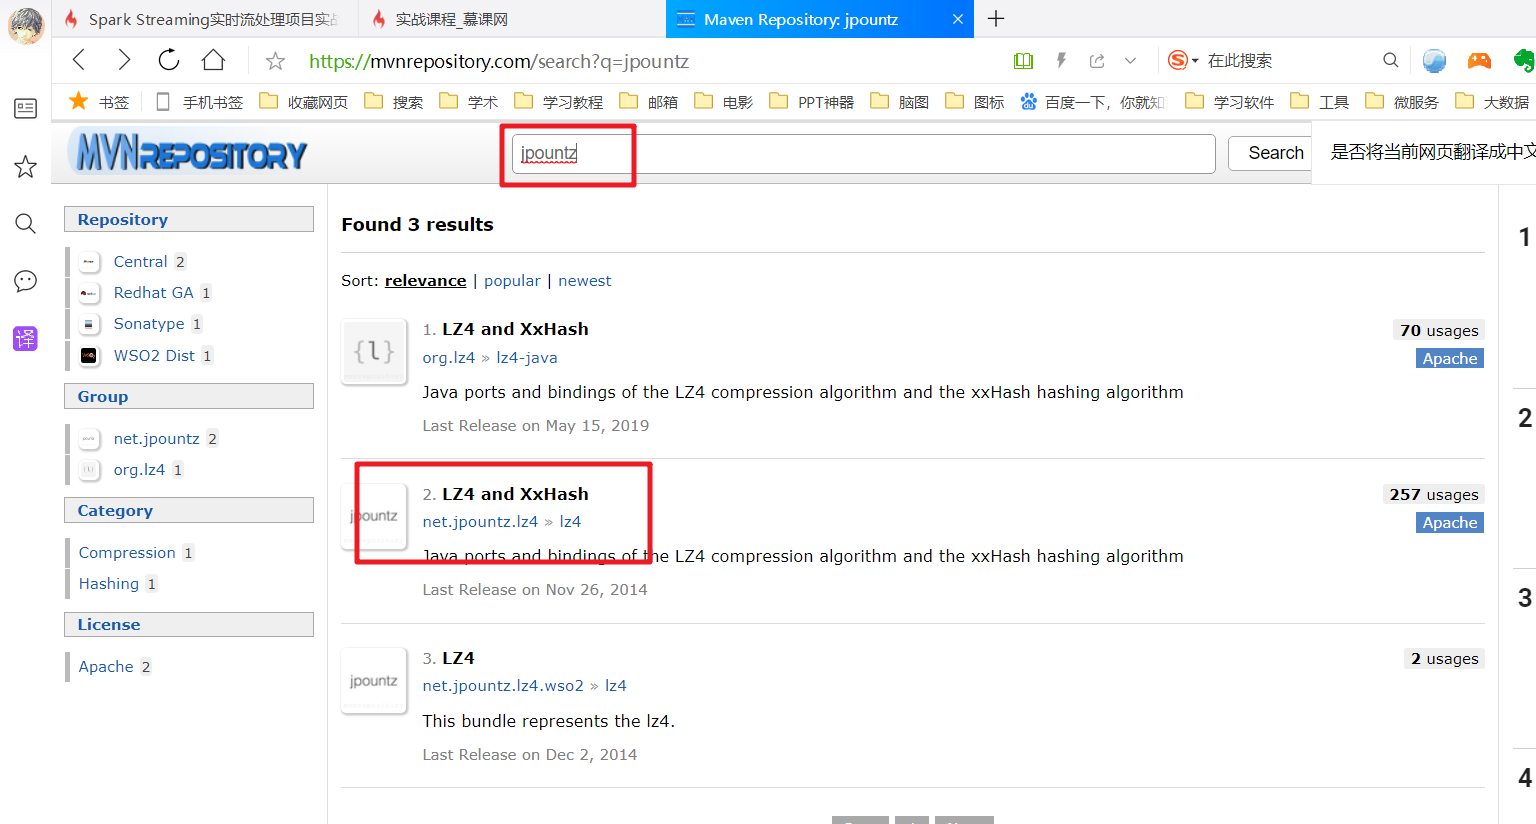 Spark Streaming实时流处理项目实战
实战课程_慕课网
Maven Repository: jpountz
https://mvnrepository.com/search?q=jpountz
在此搜索
书签
手机书签
收藏网页
搜索
学术
学习教程
邮箱
电影
PPT神器
脑图
图标
百度一下，你就知
学习软件
工具
微服务
大数据
MVNREPOSITORY
jpountz
Search
是否将当前网页翻译成中文
译
Repository
Central 2
Redhat GA 1
Sonatype 1
WSO2 Dist 1
Group
net.jpountz 2
org.lz4 1
Category
Compression 1
Hashing 1
License
Apache 2
Found 3 results
Sort: relevance | popular | newest
{l}
1. LZ4 and XxHash
70 usages
org.lz4 » lz4-java
Apache
Java ports and bindings of the LZ4 compression algorithm and the xxHash hashing algorithm
Last Release on May 15, 2019
jpountz
2. LZ4 and XxHash
257 usages
net.jpountz.lz4 » lz4
Apache
Java ports and bindings of the LZ4 compression algorithm and the xxHash hashing algorithm
Last Release on Nov 26, 2014
jpountz
3. LZ4
2 usages
net.jpountz.lz4.wso2 » lz4
This bundle represents the lz4.
Last Release on Dec 2, 2014
1
2
3
4